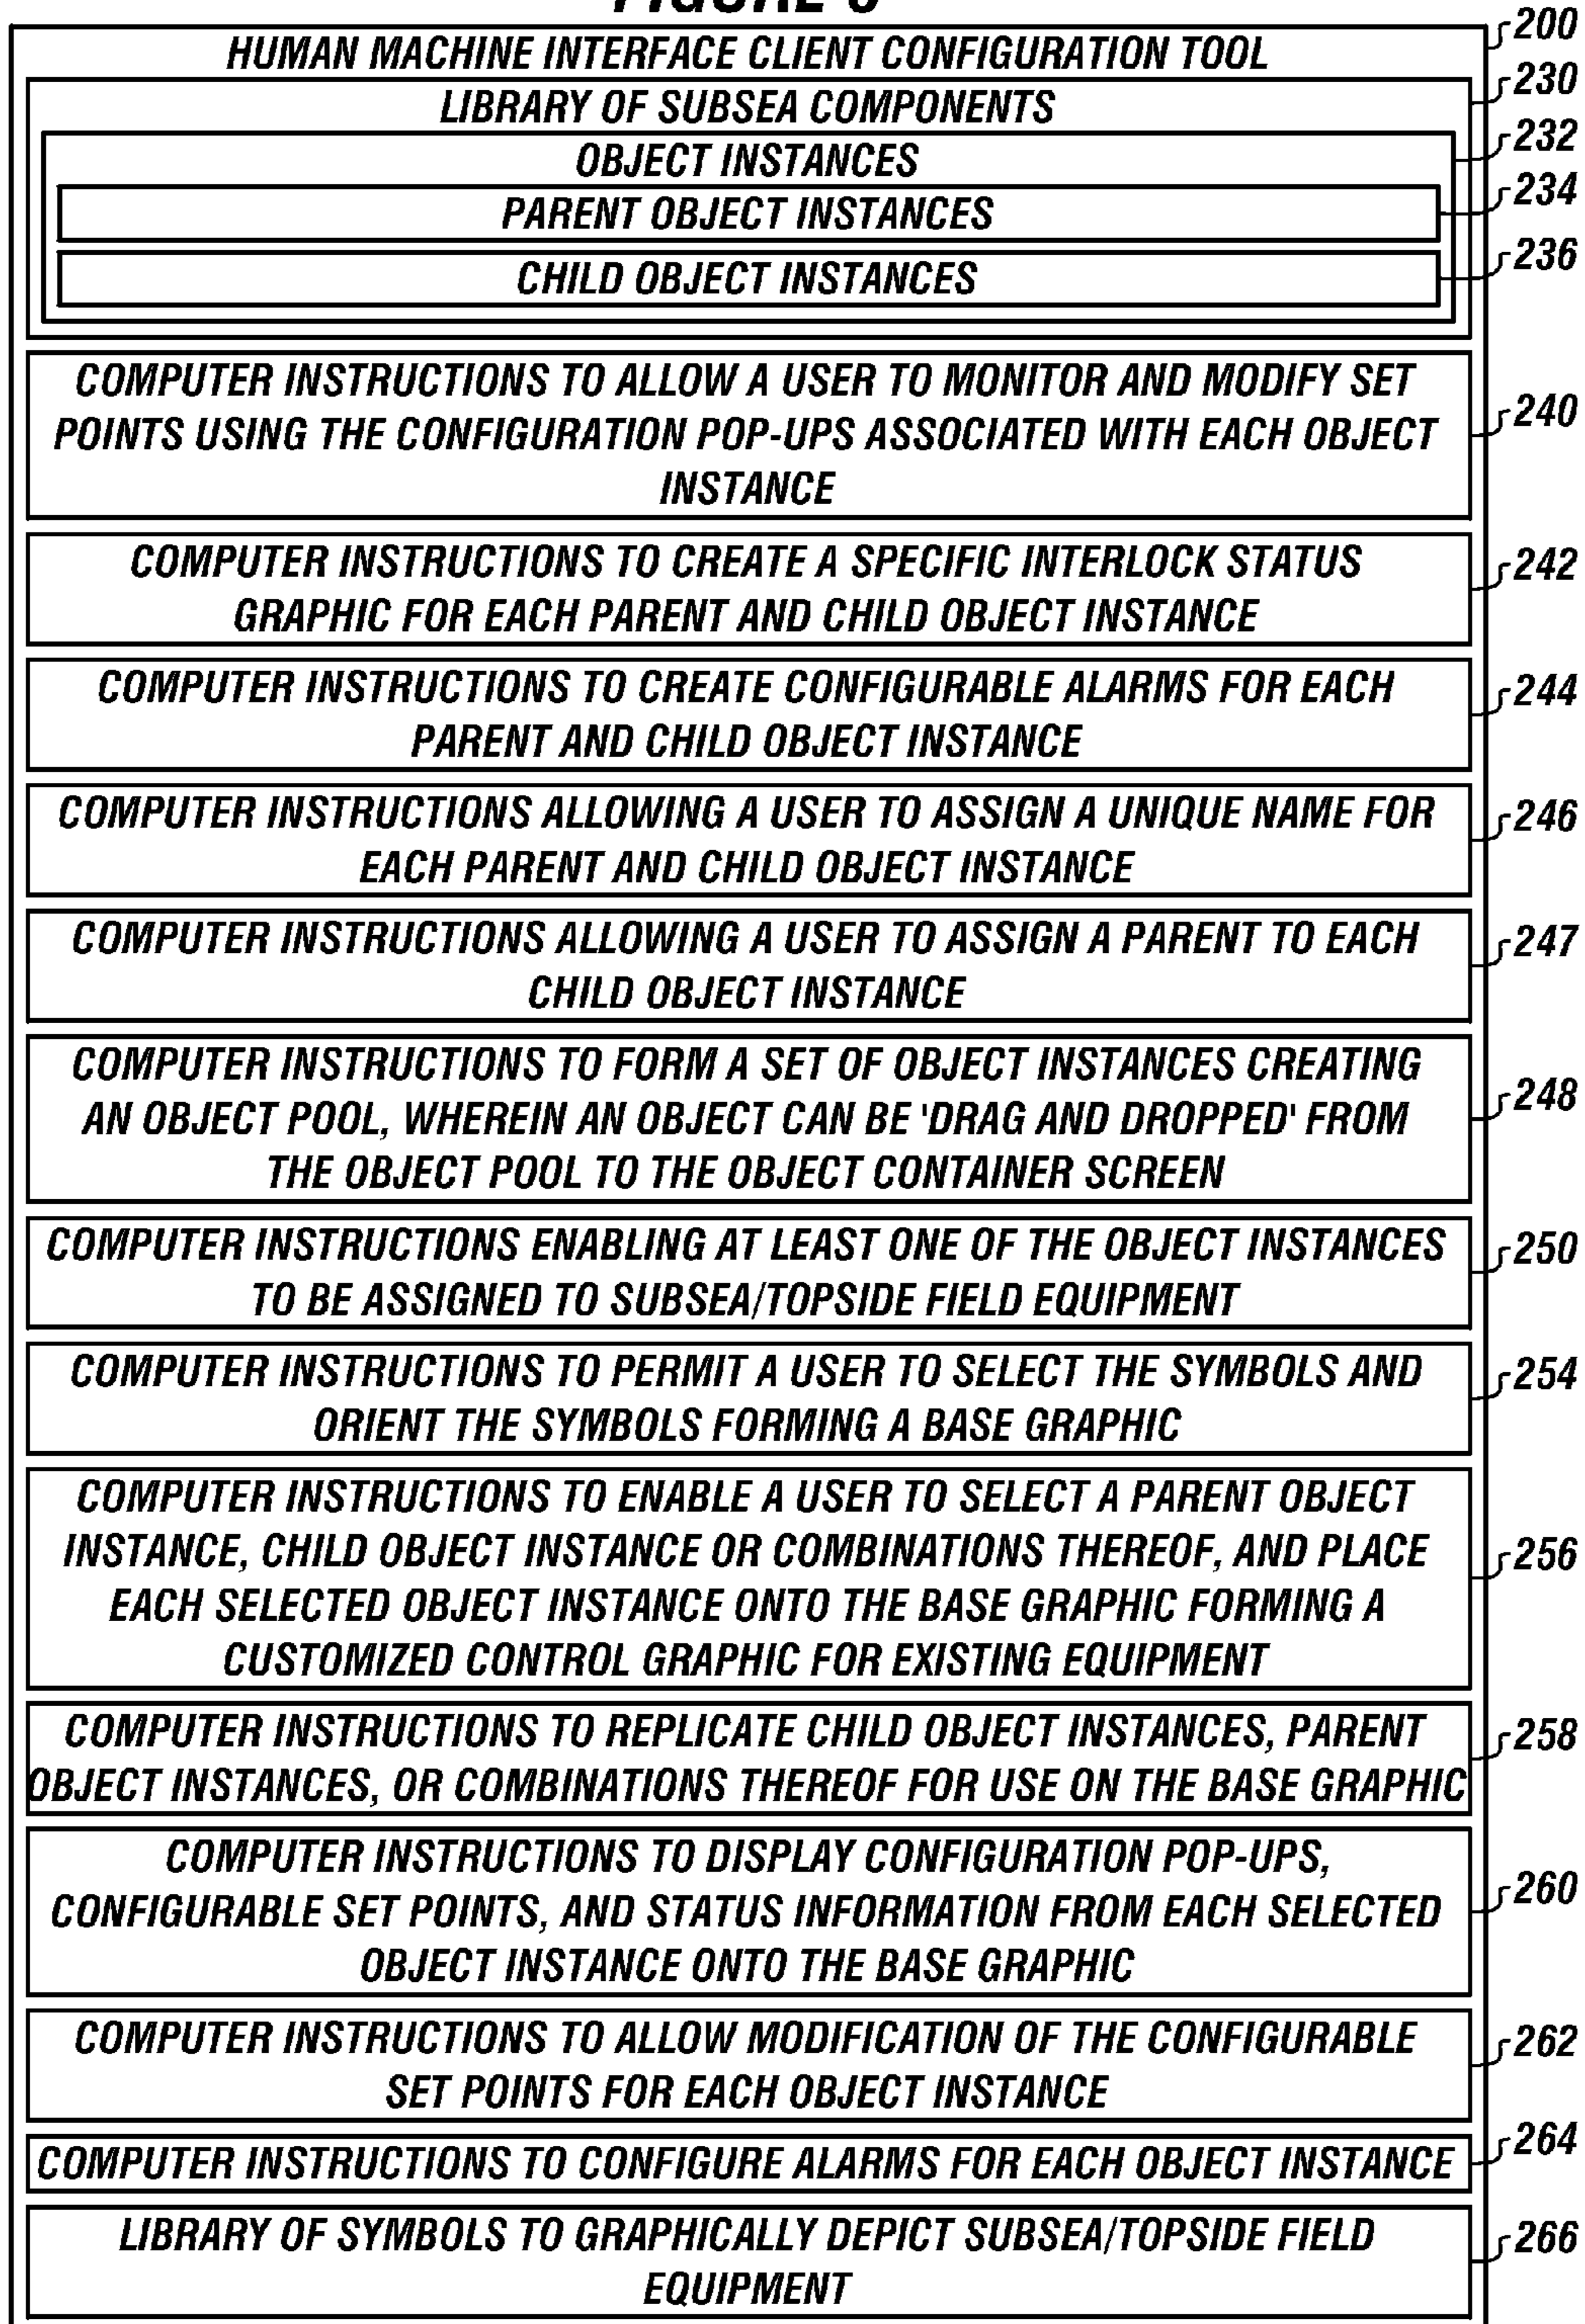 HUMAN MACHINE INTERFACE CLIENT CONFIGURATION TOOL
200
LIBRARY OF SUBSEA COMPONENTS
230
OBJECT INSTANCES
232
PARENT OBJECT INSTANCES
234
CHILD OBJECT INSTANCES
236
COMPUTER INSTRUCTIONS TO ALLOW A USER TO MONITOR AND MODIFY SET
POINTS USING THE CONFIGURATION POP-UPS ASSOCIATED WITH EACH OBJECT
INSTANCE
240
COMPUTER INSTRUCTIONS TO CREATE A SPECIFIC INTERLOCK STATUS
GRAPHIC FOR EACH PARENT AND CHILD OBJECT INSTANCE
242
COMPUTER INSTRUCTIONS TO CREATE CONFIGURABLE ALARMS FOR EACH
PARENT AND CHILD OBJECT INSTANCE
244
COMPUTER INSTRUCTIONS ALLOWING A USER TO ASSIGN A UNIQUE NAME FOR
EACH PARENT AND CHILD OBJECT INSTANCE
246
COMPUTER INSTRUCTIONS ALLOWING A USER TO ASSIGN A PARENT TO EACH
CHILD OBJECT INSTANCE
247
COMPUTER INSTRUCTIONS TO FORM A SET OF OBJECT INSTANCES CREATING
AN OBJECT POOL, WHEREIN AN OBJECT CAN BE 'DRAG AND DROPPED' FROM
THE OBJECT POOL TO THE OBJECT CONTAINER SCREEN
248
COMPUTER INSTRUCTIONS ENABLING AT LEAST ONE OF THE OBJECT INSTANCES
TO BE ASSIGNED TO SUBSEA/TOPSIDE FIELD EQUIPMENT
250
COMPUTER INSTRUCTIONS TO PERMIT A USER TO SELECT THE SYMBOLS AND
ORIENT THE SYMBOLS FORMING A BASE GRAPHIC
254
COMPUTER INSTRUCTIONS TO ENABLE A USER TO SELECT A PARENT OBJECT
INSTANCE, CHILD OBJECT INSTANCE OR COMBINATIONS THEREOF, AND PLACE
EACH SELECTED OBJECT INSTANCE ONTO THE BASE GRAPHIC FORMING A
CUSTOMIZED CONTROL GRAPHIC FOR EXISTING EQUIPMENT
256
COMPUTER INSTRUCTIONS TO REPLICATE CHILD OBJECT INSTANCES, PARENT
OBJECT INSTANCES, OR COMBINATIONS THEREOF FOR USE ON THE BASE GRAPHIC
258
COMPUTER INSTRUCTIONS TO DISPLAY CONFIGURATION POP-UPS,
CONFIGURABLE SET POINTS, AND STATUS INFORMATION FROM EACH SELECTED
OBJECT INSTANCE ONTO THE BASE GRAPHIC
260
COMPUTER INSTRUCTIONS TO ALLOW MODIFICATION OF THE CONFIGURABLE
SET POINTS FOR EACH OBJECT INSTANCE
262
COMPUTER INSTRUCTIONS TO CONFIGURE ALARMS FOR EACH OBJECT INSTANCE
264
LIBRARY OF SYMBOLS TO GRAPHICALLY DEPICT SUBSEA/TOPSIDE FIELD
EQUIPMENT
266